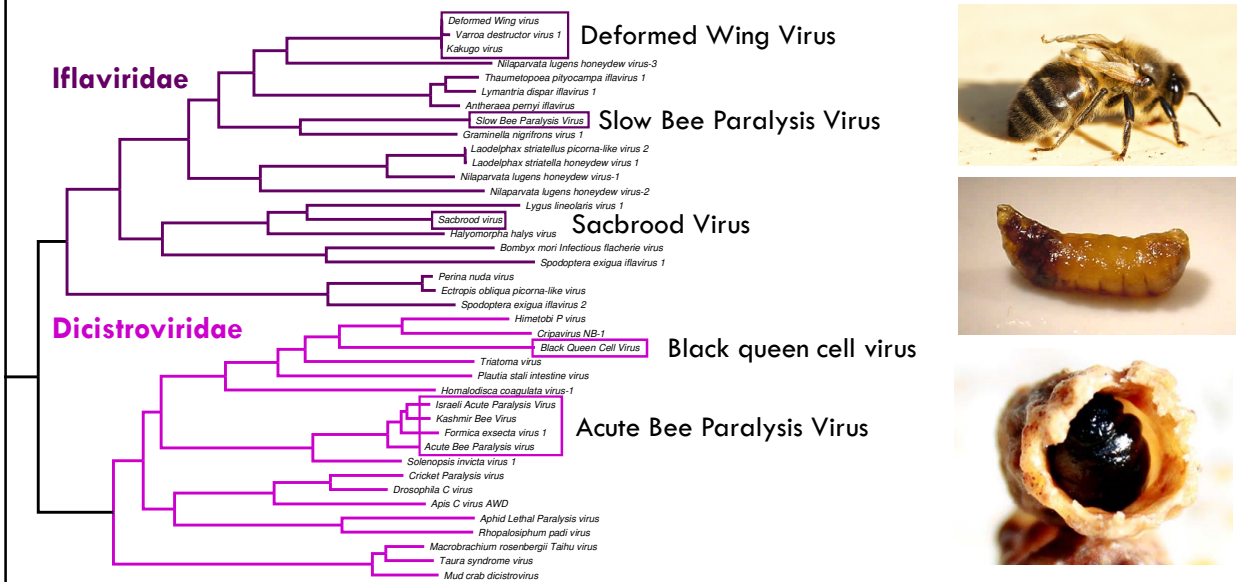 Deformed Wing virus
Varroa destructor virus 1
Kakugo virus
Deformed Wing Virus
Nilaparvata lugens honeydew virus-3
Iflaviridae
Thaumetopoea pityocampa iflavirus 1
Lymantria dispar iflavirus 1
Antheraea pernyi iflavirus
Slow Bee Paralysis Virus
Slow Bee Paralysis Virus
Graminella nigrifrons virus 1
Laodelphax striatellus picorna-like virus 2
Laodelphax striatella honeydew virus 1
Nilaparvata lugens honeydew virus-1
Nilaparvata lugens honeydew virus-2
Lygus lineolaris virus 1
Sacbrood virus
Sacbrood Virus
Halyomorpha halys virus
Bombyx mori Infectious flacherie virus
Spodoptera exigua iflavirus 1
Perina nuda virus
Ectropis obliqua picorna-like virus
Spodoptera exigua iflavirus 2
Dicistroviridae
Himetobi P virus
Cripavirus NB-1
Black Queen Cell Virus
Black queen cell virus
Triatoma virus
Plautia stali intestine virus
Homalodisca coagulata virus-1
Israeli Acute Paralysis Virus
Kashmir Bee Virus
Formica exsecta virus 1
Acute Bee Paralysis virus
Acute Bee Paralysis Virus
Solenopsis invicta virus 1
Cricket Paralysis virus
Drosophila C virus
Apis C virus AWD
Aphid Lethal Paralysis virus
Rhopalosiphum padi virus
Macrobrachium rosenbergii Taihu virus
Taura syndrome virus
Mud crab dicistrovirus